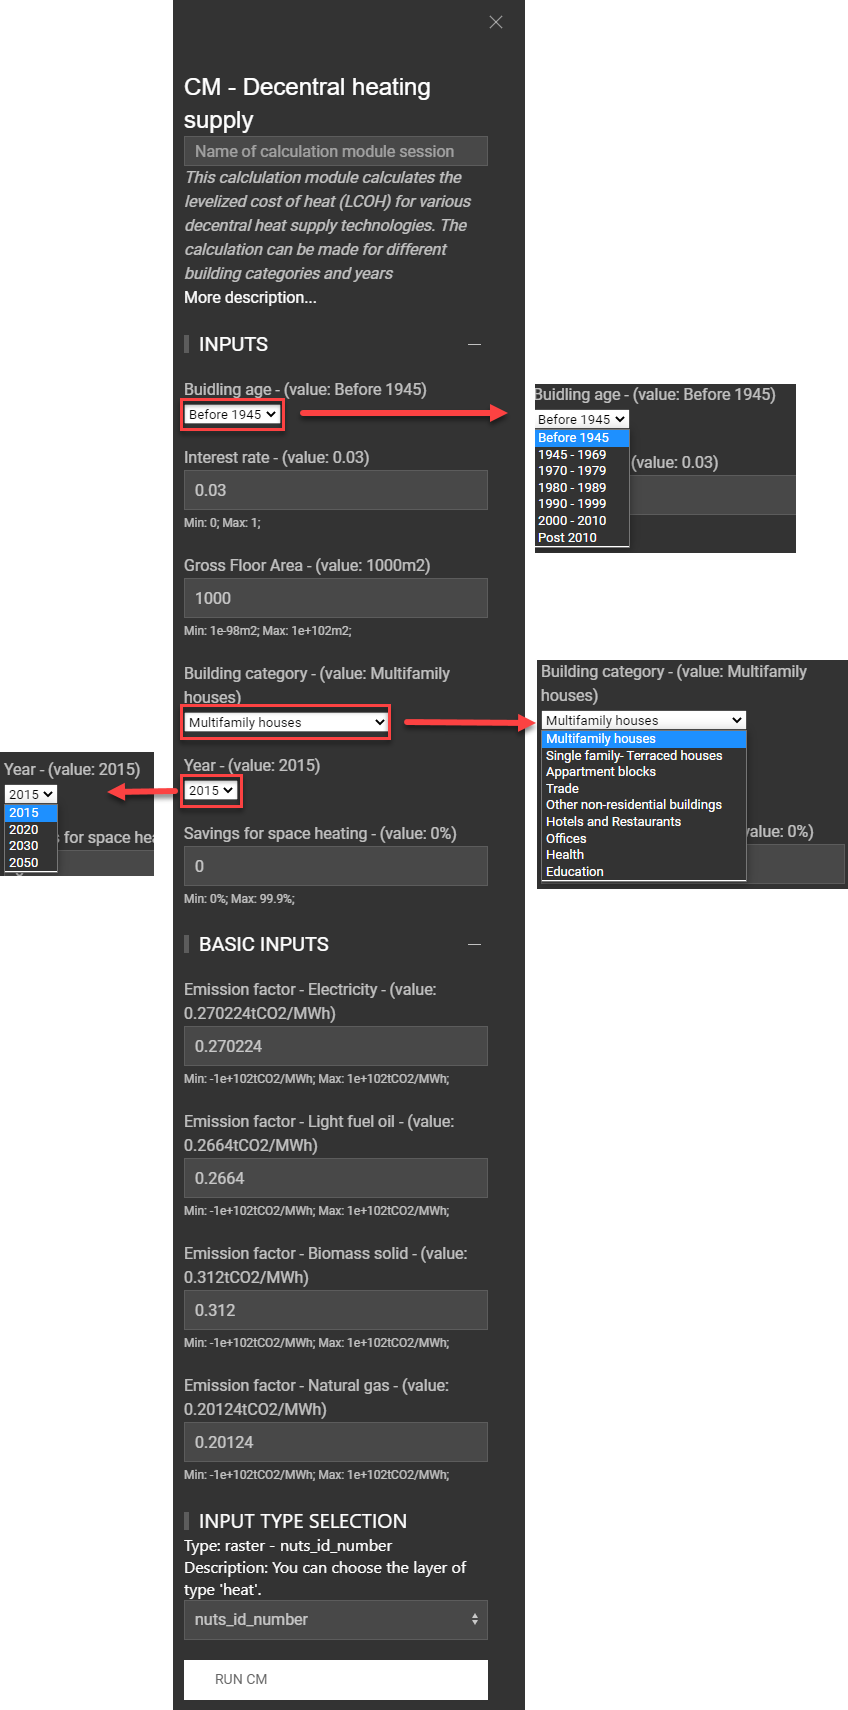 CM - Decentral heating
supply
Name of calculation module session
This calclulation module calculates the
levelized cost of heat (LCOH) for various
decentral heat supply technologies. The
calculation can be made for different
building categories and years
More description...
INPUTS
Buidling age - (value: Before 1945)
Before 1945
Interest rate - (value: 0.03)
0.03
Min: 0; Max: 1;
Gross Floor Area - (value: 1000m2)
1000
Min: 1e-98m2; Max: 1e+102m2;
Building category - (value: Multifamily
houses)
Multifamily houses
Year - (value: 2015)
2015
Savings for space heating - (value: 0%)
0
Min: 0%; Max: 99.9%;
BASIC INPUTS
Emission factor - Electricity - (value:
0.270224tCO2/MWh)
0.270224
Min: -1e+102tCO2/MWh; Max: 1e+102tCO2/MWh;
Emission factor - Light fuel oil - (value:
0.2664tCO2/MWh)
0.2664
Min: -1e+102tCO2/MWh; Max: 1e+102tCO2/MWh;
Emission factor - Biomass solid - (value:
0.312tCO2/MWh)
0.312
Min: -1e+102tCO2/MWh; Max: 1e+102tCO2/MWh;
Emission factor - Natural gas - (value:
0.20124tCO2/MWh)
0.20124
Min: -1e+102tCO2/MWh; Max: 1e+102tCO2/MWh;
INPUT TYPE SELECTION
Type: raster - nuts_id_number
Description: You can choose the layer of
type 'heat'.
nuts_id_number
RUN CM
Buidling age - (value: Before 1945)
Before 1945
Before 1945
1945 - 1969
(value: 0.03)
1970 - 1979
1980 - 1989
1990 - 1999
2000 - 2010
Post 2010
Building category - (value: Multifamily
houses)
Multifamily houses
Multifamily houses
Single family- Terraced houses
Appartment blocks
Trade
Other non-residential buildings
Hotels and Restaurants
Offices
value: 0%)
Health
Education
Year - (value: 2015)
2015
2015
2020
s for space hea
2030
2050